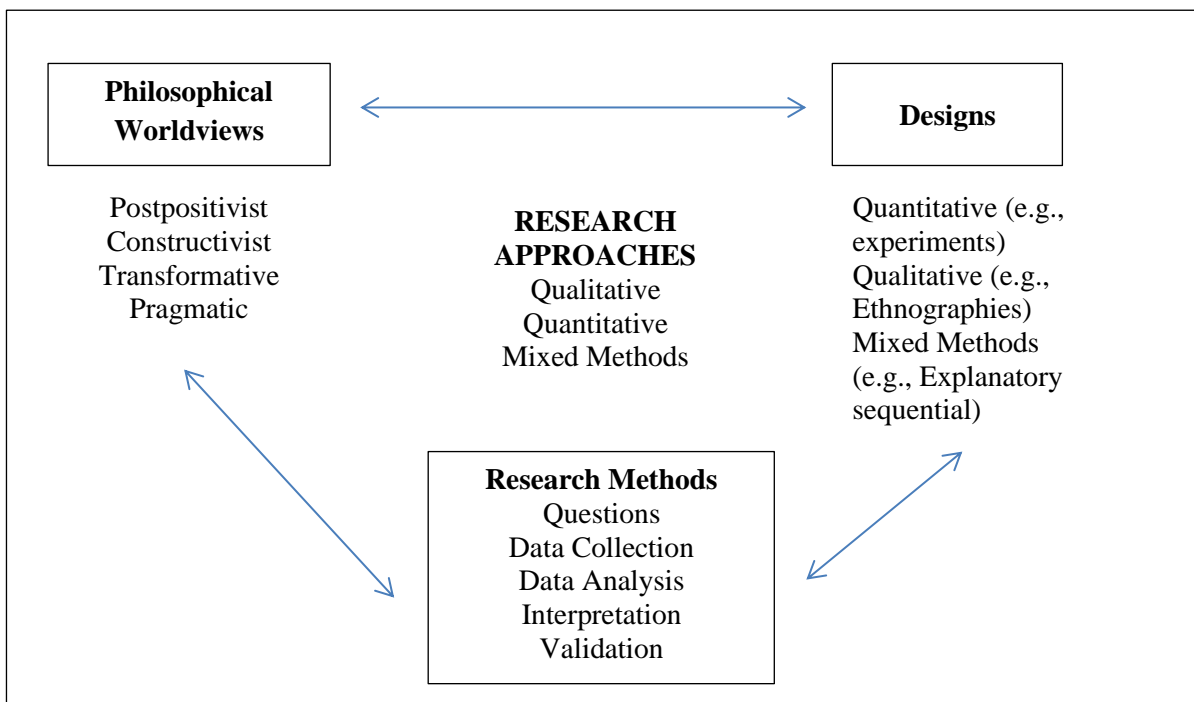 Philosophical
Worldviews
Postpositivist
Constructivist
Transformative
Pragmatic
RESEARCH
APPROACHES
Qualitative
Quantitative
Mixed Methods
Designs
Quantitative (e.g.,
experiments)
Qualitative (e.g.,
Ethnographies)
Mixed Methods
(e.g., Explanatory
sequential)
Research Methods
Questions
Data Collection
Data Analysis
Interpretation
Validation